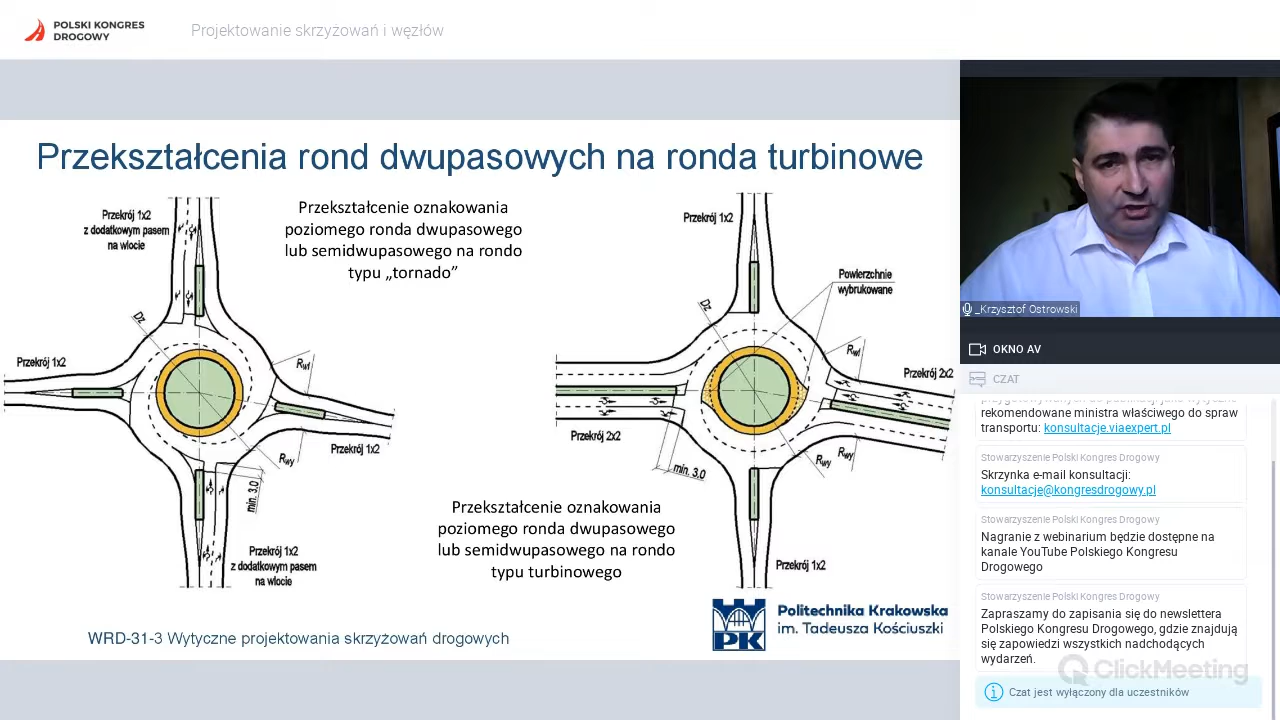 POLSKI KONGRES
DROGOWY
Projektowanie skrzyżowań i węzłów
Przekształcenia rond dwupasowych na ronda turbinowe
Przekrój 1x2
z dodatkowym pasem
na wlocie
Przekształcenie oznakowania
poziomego ronda dwupasowego
lub semidwupasowego na rondo
typu „tornado”
Przekrój 1x2
Powierzchnie
wybrukowane
Dz
Dz
Przekrój 1x2
Rwl
Rwl
Przekrój 2x2
Przekrój 1x2
Rwy
Przekrój 2x2
Rwy
Rwy
min. 3.0
min. 3.0
Przekształcenie oznakowania
poziomego ronda dwupasowego
lub semidwupasowego na rondo
typu turbinowego
Przekrój 1x2
z dodatkowym pasem
na wlocie
Przekrój 1x2
WRD-31-3 Wytyczne projektowania skrzyżowań drogowych
PK
Politechnika Krakowska
im. Tadeusza Kościuszki
_Krzysztof Ostrowski
OKNO AV
CZAT
rekomendowane ministra właściwego do spraw
transportu: konsultacje.viaexpert.pl
Stowarzyszenie Polski Kongres Drogowy
Skrzynka e-mail konsultacji:
konsultacje@kongresdrogowy.pl
Stowarzyszenie Polski Kongres Drogowy
Nagranie z webinarium będzie dostępne na
kanale YouTube Polskiego Kongresu
Drogowego
Stowarzyszenie Polski Kongres Drogowy
Zapraszamy do zapisania się do newslettera
Polskiego Kongresu Drogowego, gdzie znajdują
się zapowiedzi wszystkich nadchodzących
wydarzeń.
ClickMeeting
Czat jest wyłączony dla uczestników